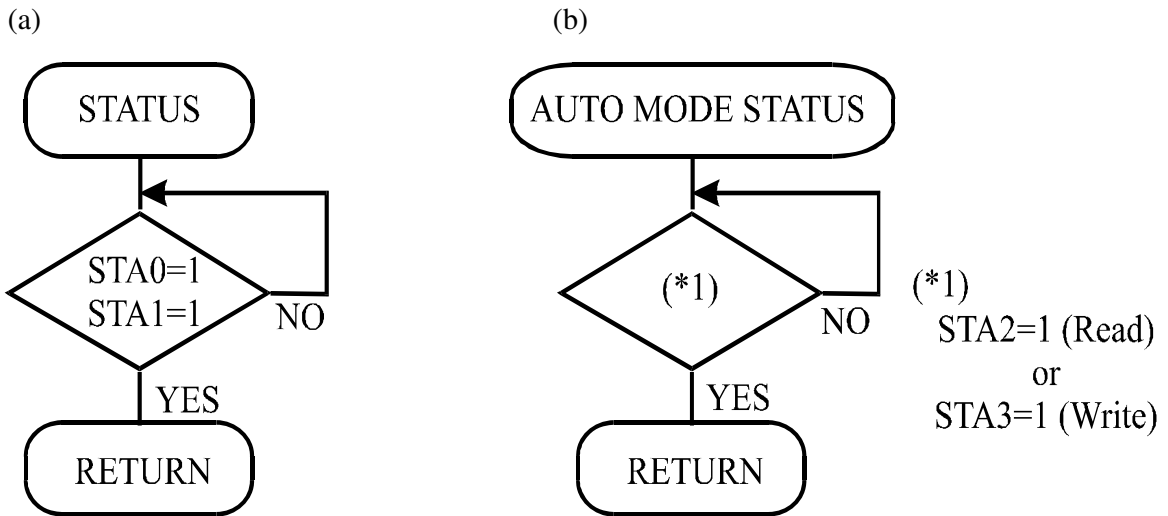 (a)
STATUS
STA0=1
STA1=1
NO
YES
RETURN
(b)
AUTO MODE STATUS
(*1)
NO
YES
RETURN
(*1)
STA2=1 (Read)
or
STA3=1 (Write)